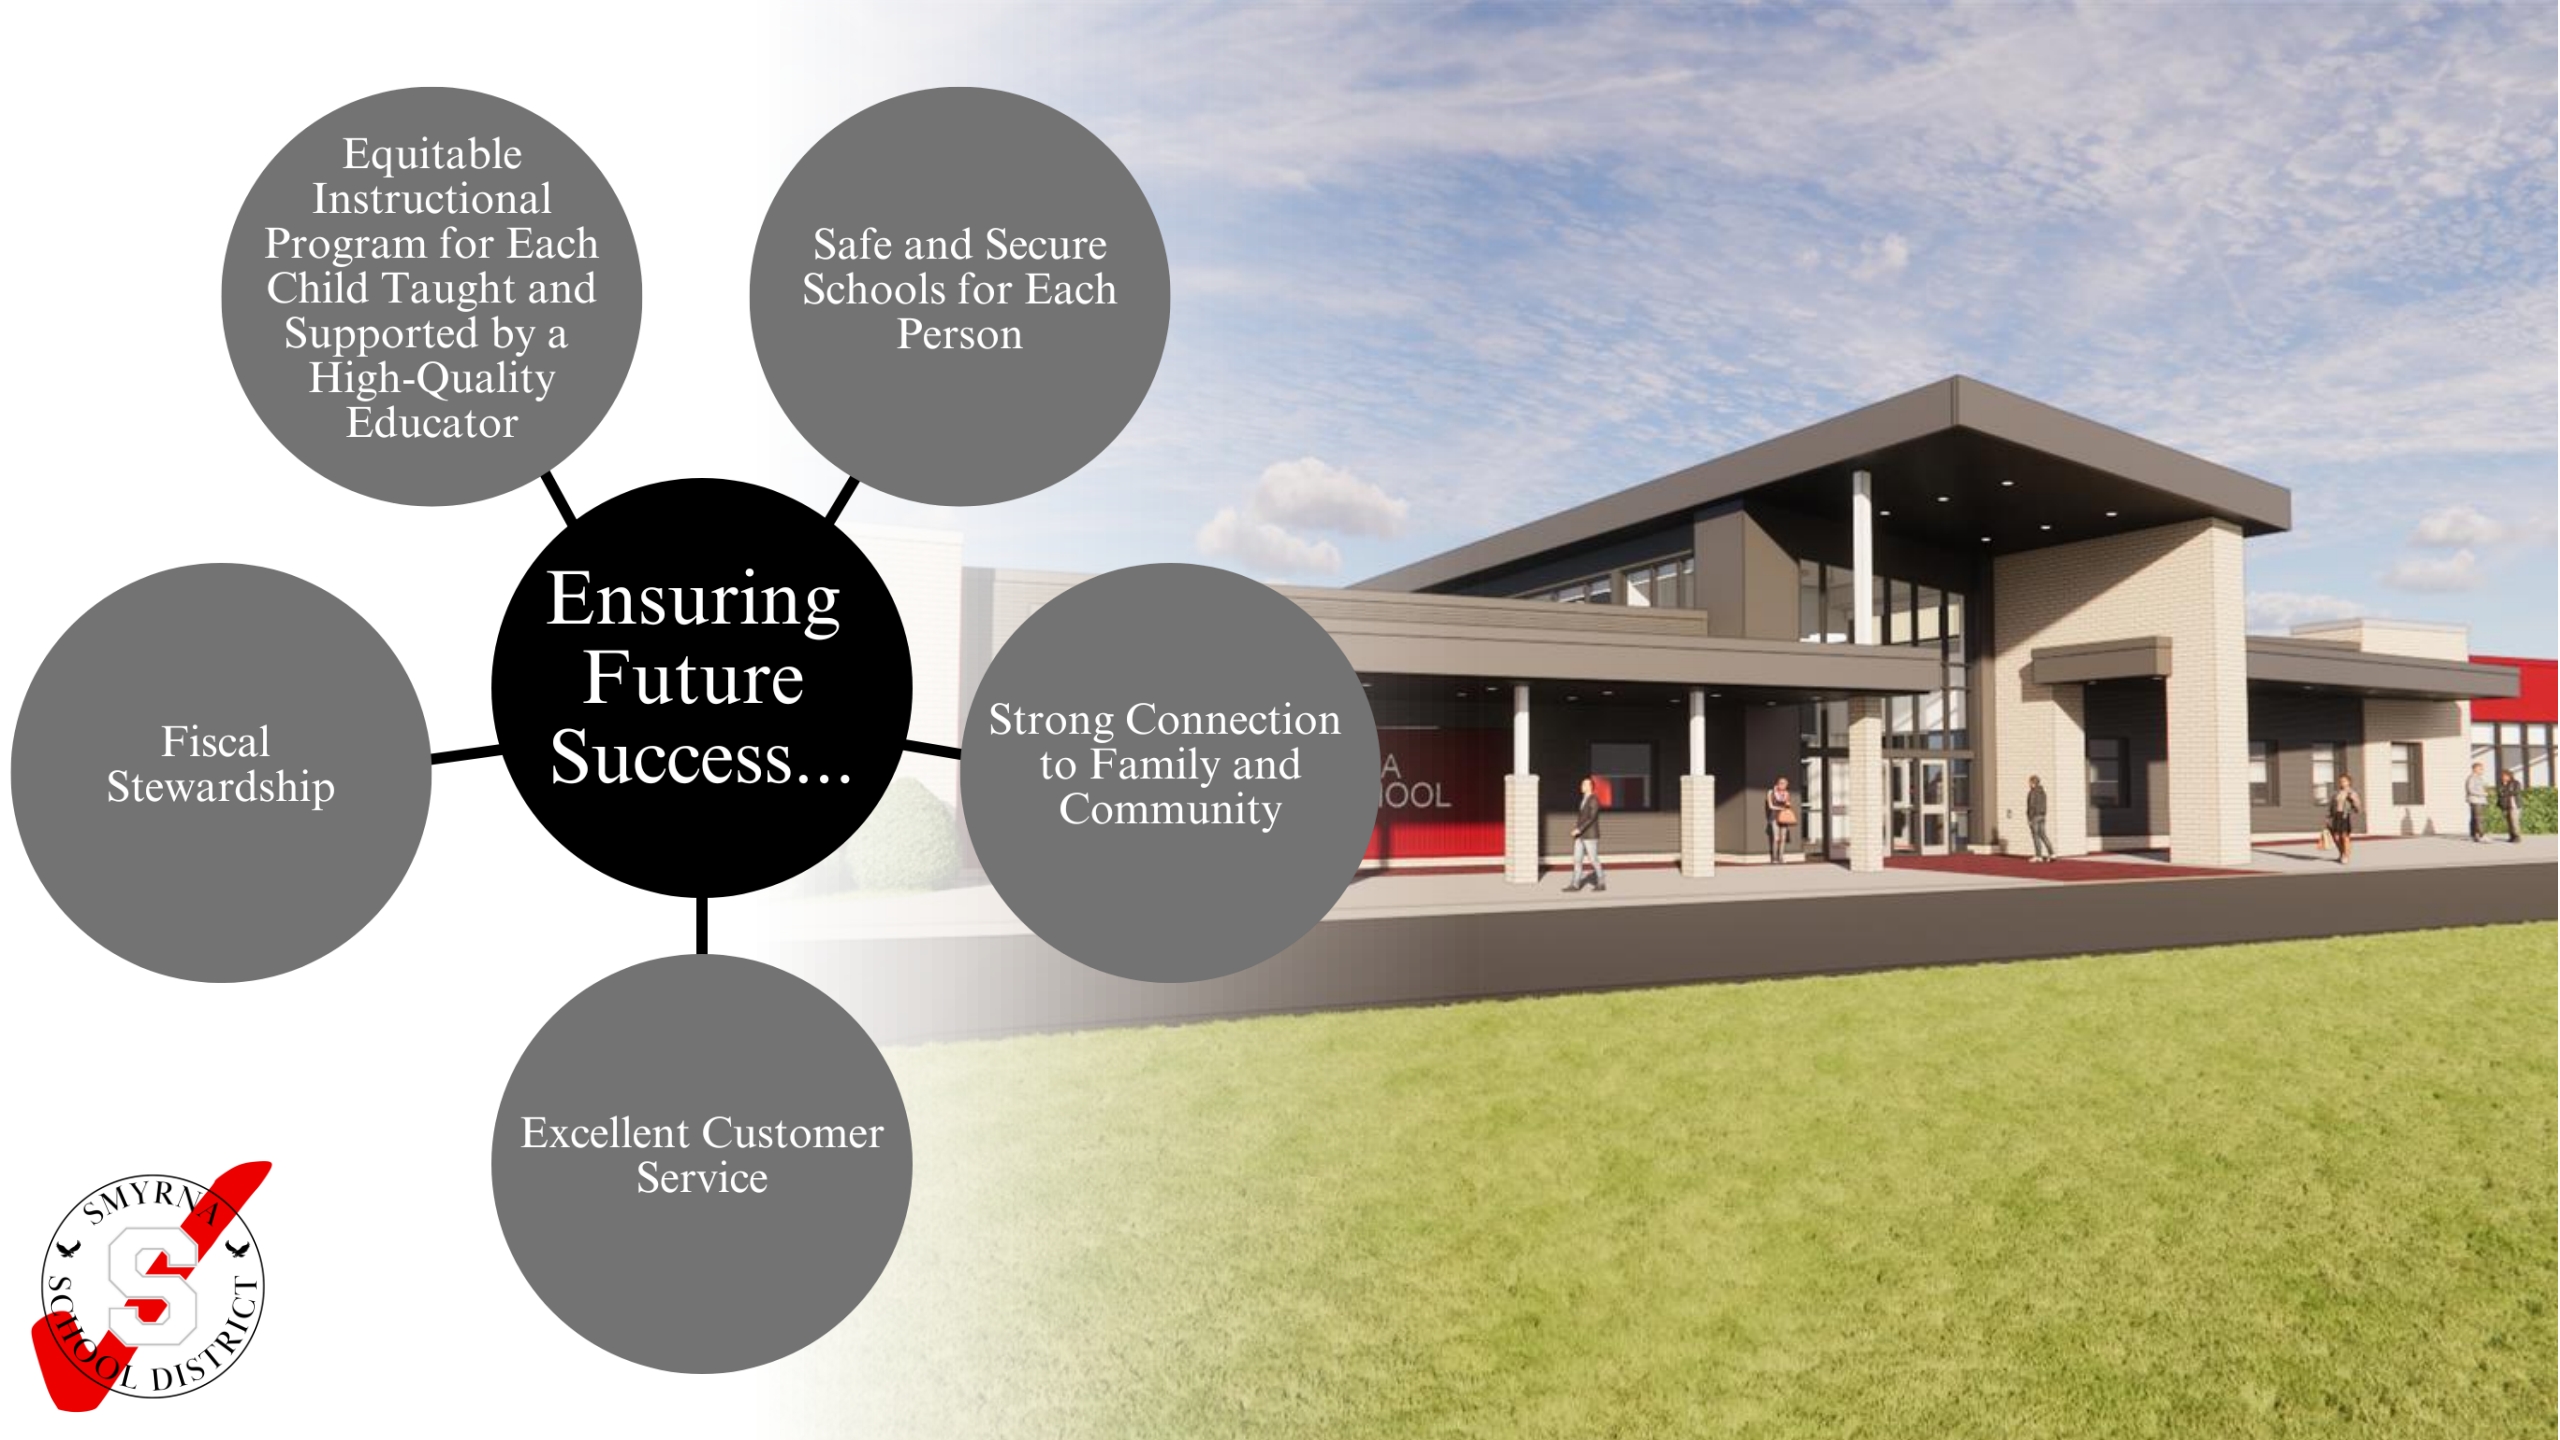 Equitable
Instructional
Program for Each
Child Taught and
Supported by a
High-Quality
Educator
Safe and Secure
Schools for Each
Person
Ensuring
Future
Success...
Fiscal
Stewardship
Strong Connection
to Family and
Community
A
OOL
Excellent Customer
Service
SMYRNA
S
SCHOOL DISTRICT